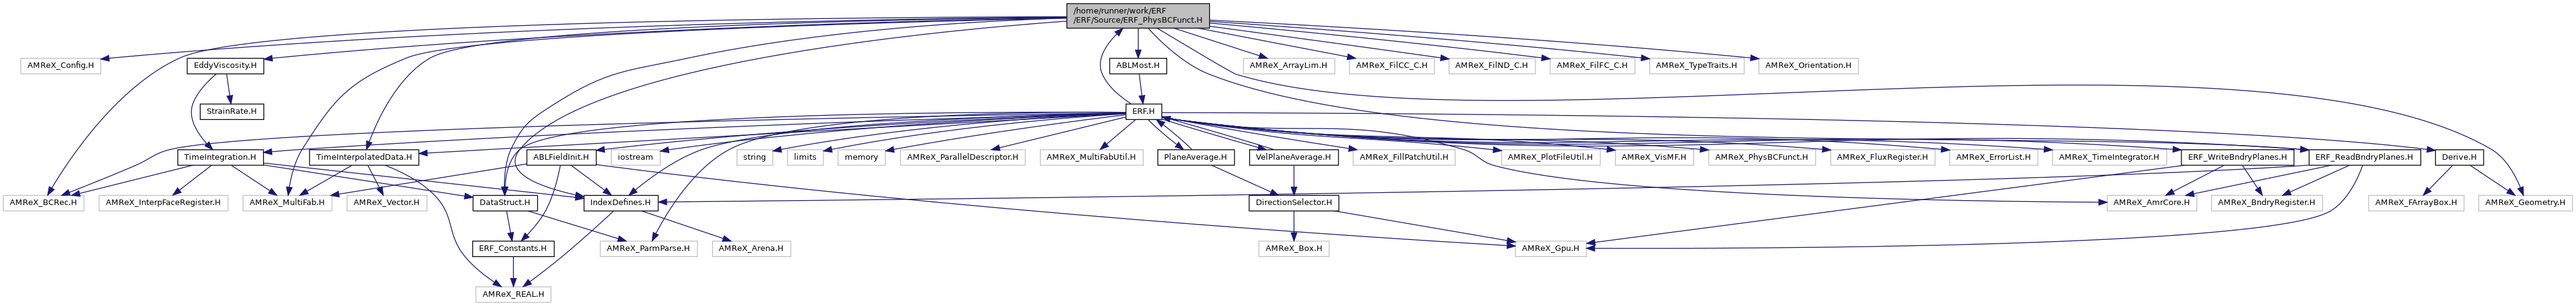 /home/runner/work/ERF
/ERF/Source/ERF_PhysBCFunct.H
AMReX_Config.H
EddyViscosity.H
ABLMost.H
AMReX_ArrayLim.H
AMReX_FilCC_C.H
AMReX_FilND_C.H
AMReX_FilFC_C.H
AMReX_TypeTraits.H
AMReX_Orientation.H
StrainRate.H
ERF.H
TimeIntegration.H
TimeInterpolatedData.H
ABLFieldInit.H
iostream
string
limits
memory
AMReX_ParallelDescriptor.H
AMReX_MultiFabUtil.H
PlaneAverage.H
VelPlaneAverage.H
AMReX_FillPatchUtil.H
AMReX_PlotFileUtil.H
AMReX_VisMF.H
AMReX_PhysBCFunct.H
AMReX_FluxRegister.H
AMReX_ErrorList.H
AMReX_TimeIntegrator.H
ERF_WriteBndryPlanes.H
ERF_ReadBndryPlanes.H
Derive.H
AMReX_BCRec.H
AMReX_InterpFaceRegister.H
AMReX_MultiFab.H
AMReX_Vector.H
DataStruct.H
IndexDefines.H
DirectionSelector.H
AMReX_AmrCore.H
AMReX_BndryRegister.H
AMReX_FArrayBox.H
AMReX_Geometry.H
ERF_Constants.H
AMReX_ParmParse.H
AMReX_Arena.H
AMReX_Box.H
AMReX_Gpu.H
AMReX_REAL.H